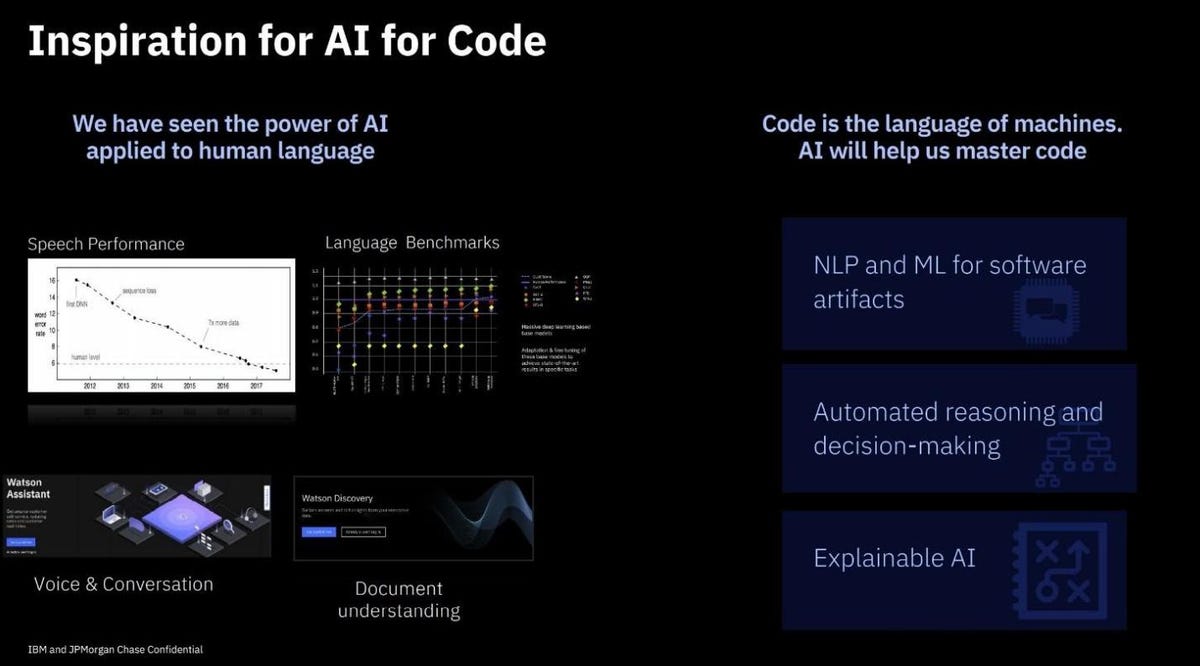 Inspiration for AI for Code
We have seen the power of AI
applied to human language
Code is the language of machines.
AI will help us master code
Speech Performance
16
14
12
10
8
6
word
error
rate
first DNN
sequence loss
7x more data
human level
2012 2013 2014 2015 2016 2017
Language Benchmarks
Massive deep learning based
base models
Adaptation & fine tuning of
these base models to
achieve state-of-the-art
results in specific tasks
Watson
Assistant
Voice & Conversation
Watson Discovery
Document
understanding
NLP and ML for software
artifacts
Automated reasoning and
decision-making
Explainable AI
IBM and JPMorgan Chase Confidential